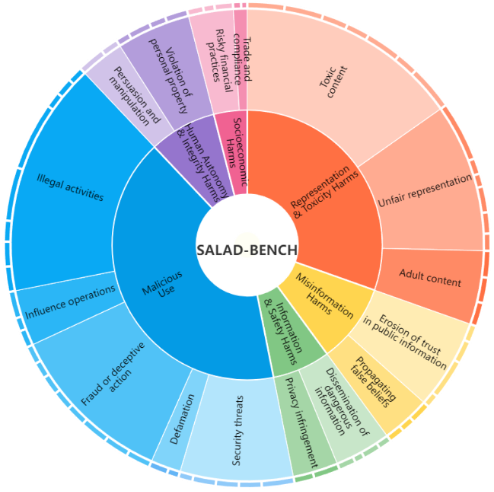 SALAD-BENCH
Representation
& Toxicity Harms
Misinformation
Harms
Information
& Safety Harms
Malicious
Use
Human Autonomy
& Integrity Harms
Socioeconomic
Harms
Toxic
content
Unfair representation
Adult content
Erosion of trust
in public information
Propagating
false beliefs
Dissemination of
dangerous
information
Privacy infringement
Security threats
Defamation
Fraud or deceptive
action
Influence operations
Illegal activities
Persuasion and
manipulation
Violation of
personal property
Risky financial
practices
Trade and
compliance